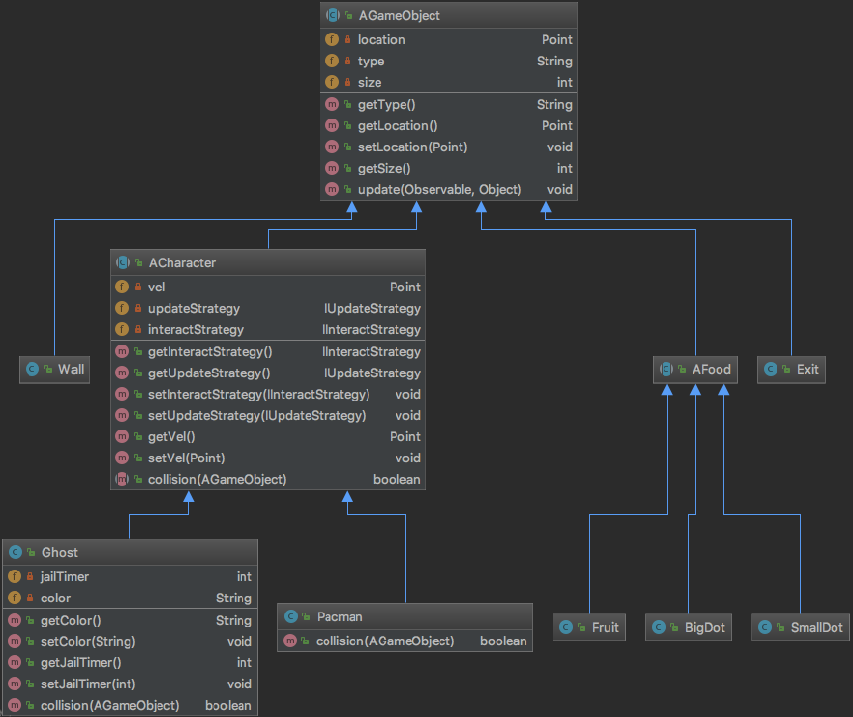 AGameObject
location Point
type String
size int
getType() String
getLocation() Point
setLocation(Point) void
getSize() int
update(Observable, Object) void
ACharacter
vel Point
updateStrategy IUpdateStrategy
interactStrategy IInteractStrategy
getInteractStrategy() IInteractStrategy
getUpdateStrategy() IUpdateStrategy
setInteractStrategy(IInteractStrategy) void
setUpdateStrategy(IUpdateStrategy) void
getVel() Point
setVel(Point) void
collision(AGameObject) boolean
Wall
AFood
Exit
Ghost
jailTimer int
color String
getColor() String
setColor(String) void
getJailTimer() int
setJailTimer(int) void
collision(AGameObject) boolean
Pacman
collision(AGameObject) boolean
Fruit
BigDot
SmallDot